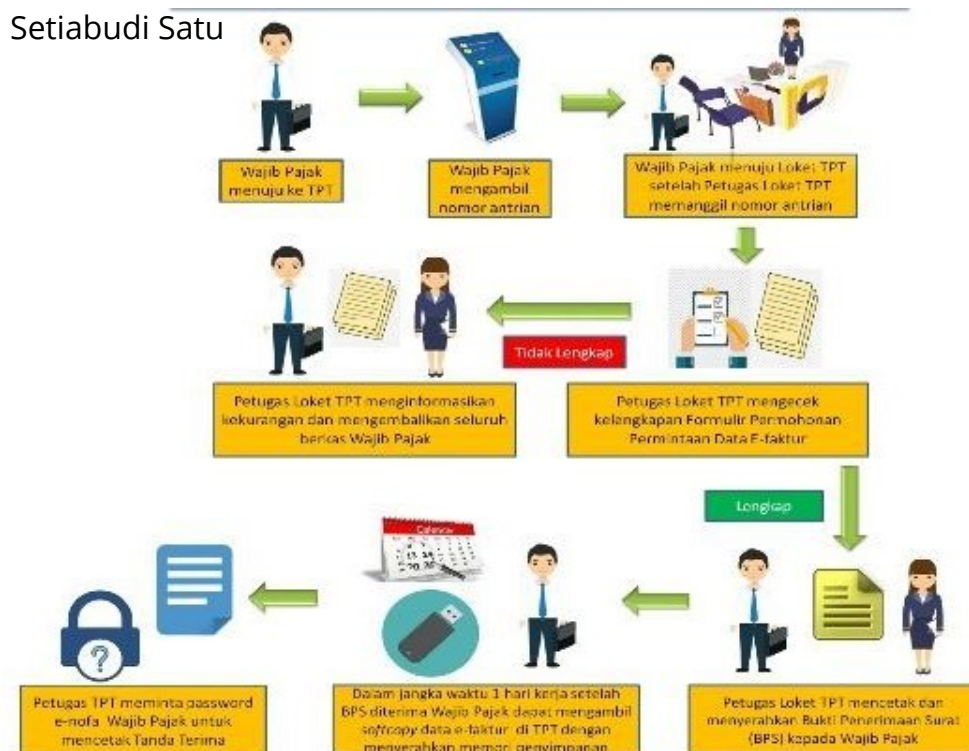 Setiabudi Satu
Wajib Pajak
menuju ke TPT
Wajib Pajak
mengambil
nomor antrian
Wajib Pajak menuju Loket TPT
setelah Petugas Loket TPT
memanggil nomor antrian
Tidak Lengkap
Petugas Loket TPT menginformasikan
kekurangan dan mengembalikan seluruh
berkas Wajib Pajak
Petugas Loket TPT mengecek
kelengkapan Formulir Permohonan
Permintaan Data E-faktur
Lengkap
Calendar
?
Petugas TPT meminta password
e-nofa Wajib Pajak untuk
mencetak Tanda Terima
Dalam jangka waktu 1 hari kerja setelah
BPS diterima Wajib Pajak dapat mengambil
softcopy data e-faktur di TPT dengan
menyerahkan memori penyimpanan
Petugas Loket TPT mencetak dan
menyerahkan Bukti Penerimaan Surat
(BPS) kepada Wajib Pajak